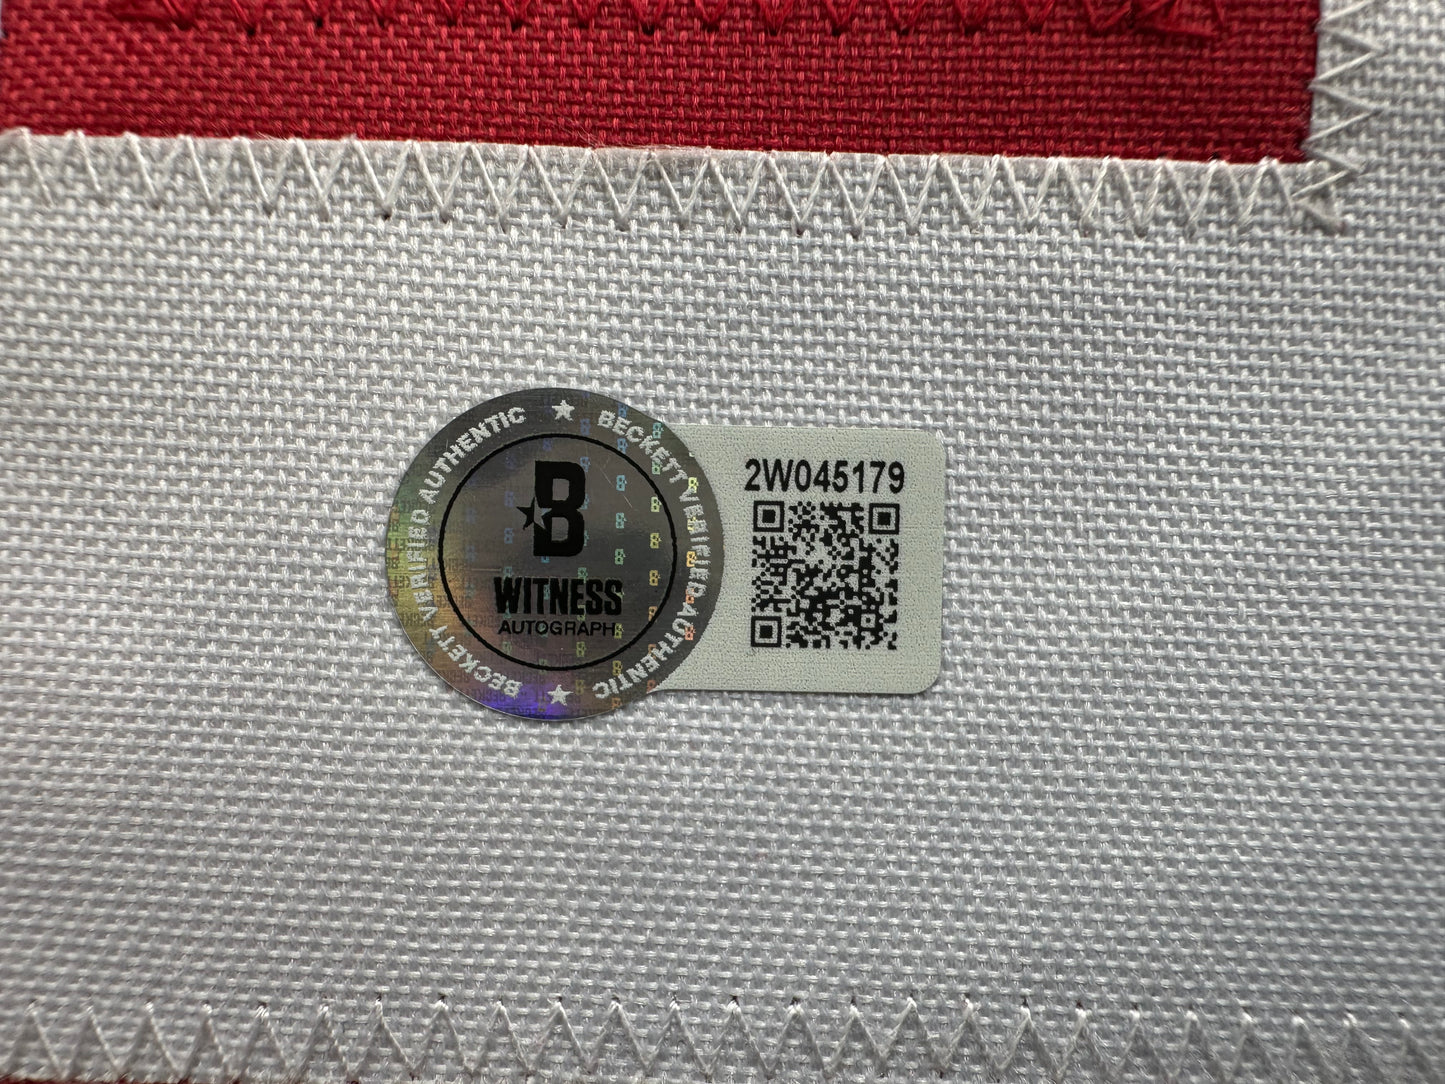 BECKETT VERIFIED AUTHENTIC ★ BECKETT VERIFIED AUTHENTIC ★
B
WITNESS
AUTOGRAPH
2W045179